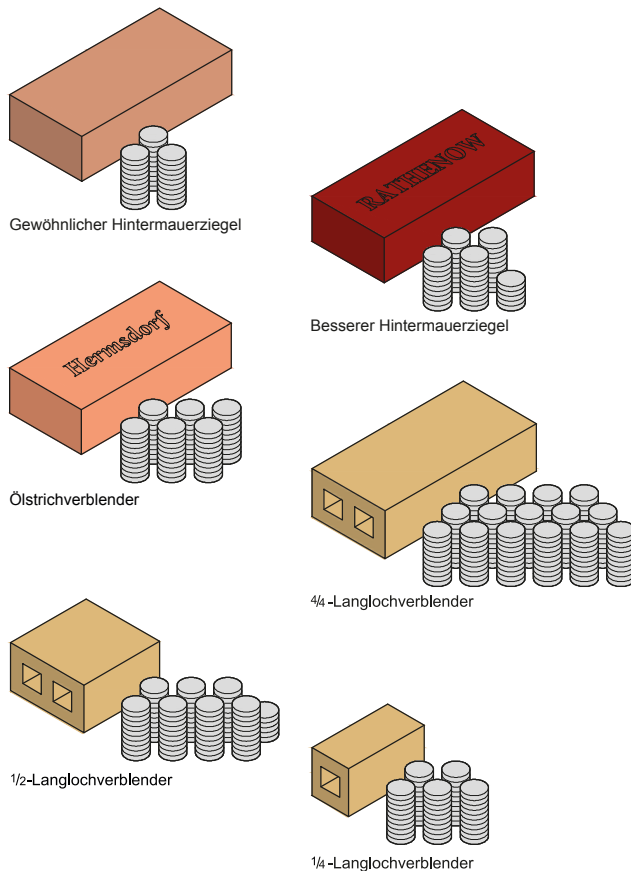 Gewöhnlicher Hintermauerziegel
RATHENOW
Besserer Hintermauerziegel
Hermsdorf
Ölstrichverblender
4/4-Langlochverblender
1/2-Langlochverblender
1/4-Langlochverblender